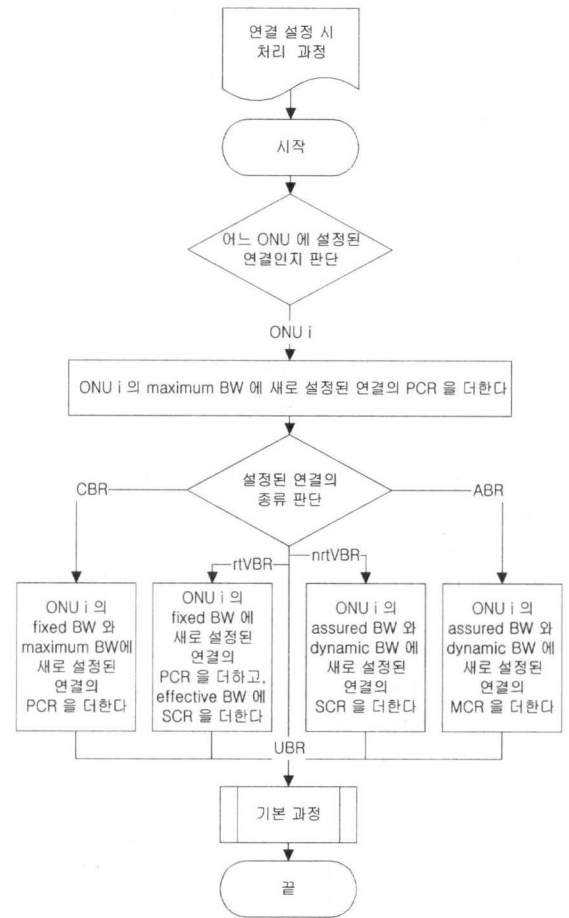 연결 설정 시
처리 과정
시작
어느 ONU 에 설정된
연결인지 판단
ONU i
ONU i 의 maximum BW 에 새로 설정된 연결의 PCR 을 더한다
설정된 연결의
종류 판단
CBR
ABR
rtVBR
nrtVBR
ONU i 의
fixed BW 와
maximum BW에
새로 설정된
연결의
PCR 을 더한다
ONU i 의
fixed BW 에
새로 설정된
연결의
PCR 을 더하고,
effective BW 에
SCR 을 더한다
ONU i 의
assured BW 와
dynamic BW 에
새로 설정된
연결의
SCR 을 더한다
ONU i 의
assured BW 와
dynamic BW 에
새로 설정된
연결의
MCR 을 더한다
UBR
기본 과정
끝